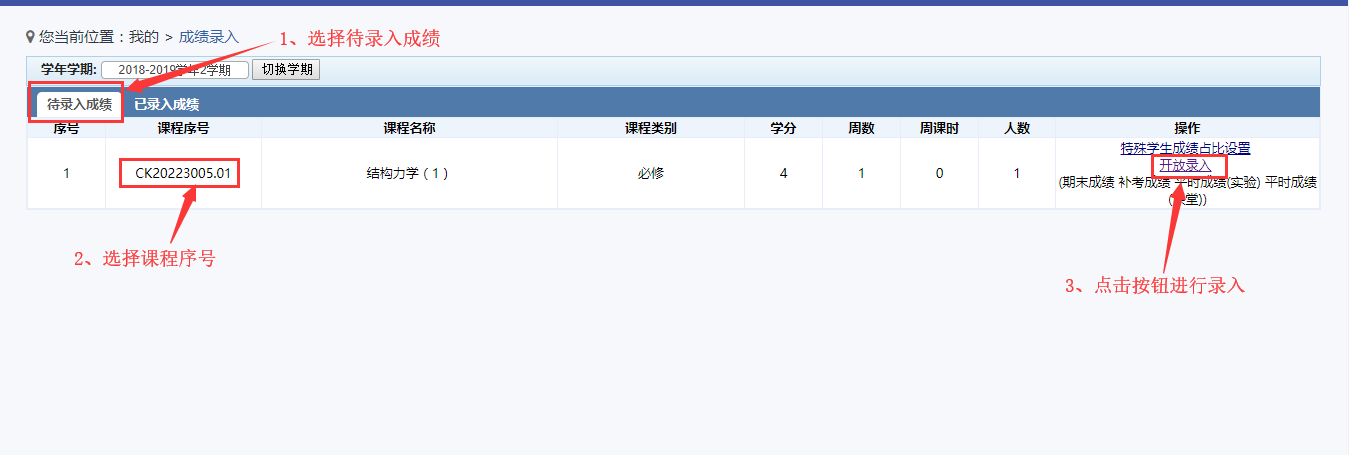 您当前位置：我的 > 成绩录入
1、选择待录入成绩
学年学期: 2018-2019学年2学期 切换学期
待录入成绩 已录入成绩
序号 课程序号 课程名称 课程类别 学分 周数 周课时 人数 操作
1 CK20223005.01 结构力学（1） 必修 4 1 0 1 特殊学生成绩占比设置
开放录入
(期末成绩 补考成绩 平时成绩(实验) 平时成绩
堂))
2、选择课程序号
3、点击按钮进行录入